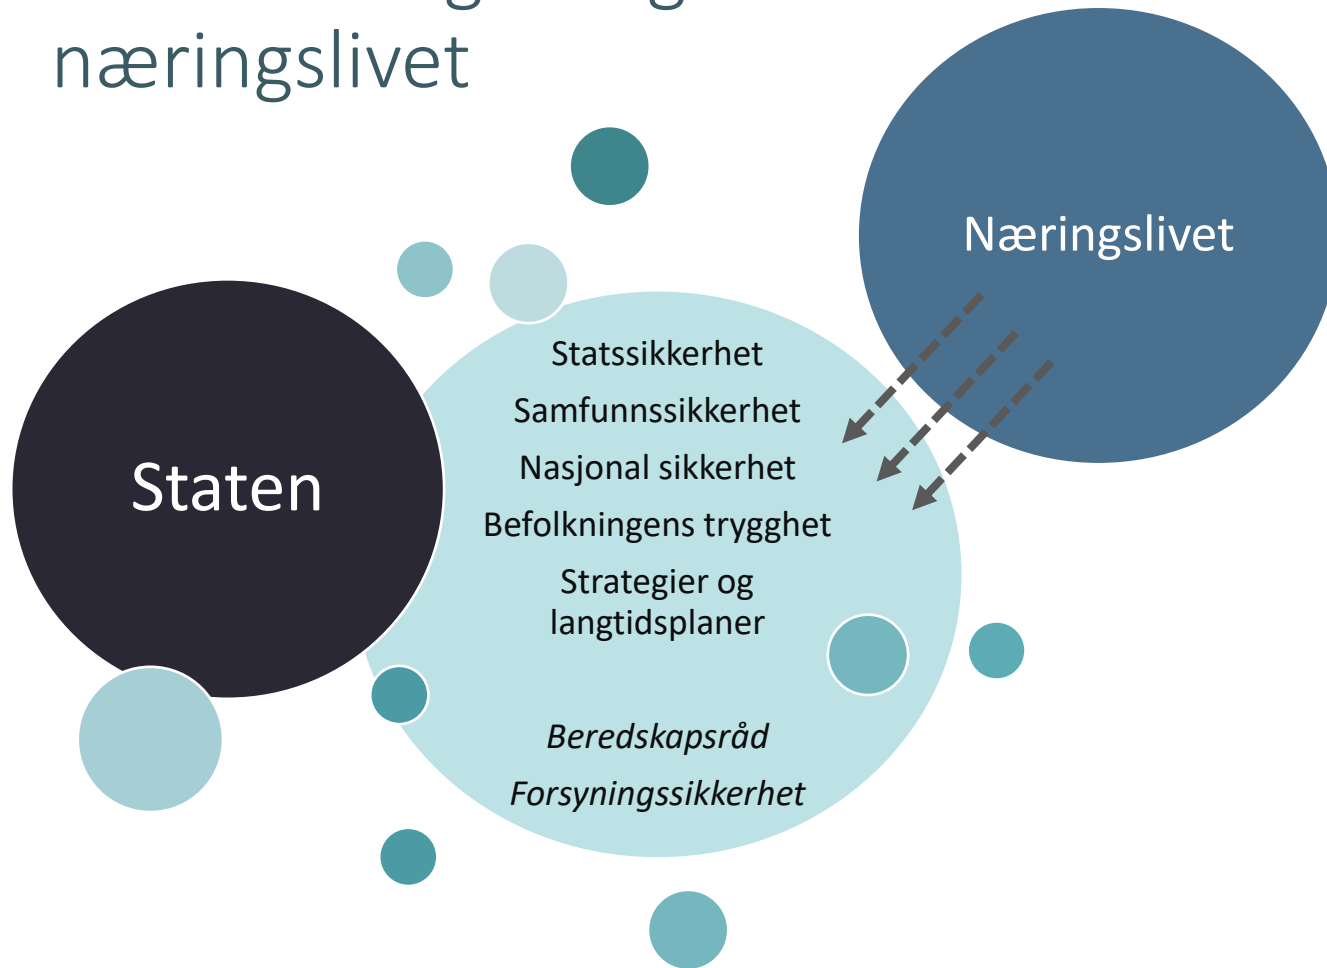 næringslivet
Næringslivet
Statssikkerhet
Samfunnssikkerhet
Nasjonal sikkerhet
Staten
Befolkningens trygghet
Strategier og
langtidsplaner
Beredskapsråd
Forsyningssikkerhet